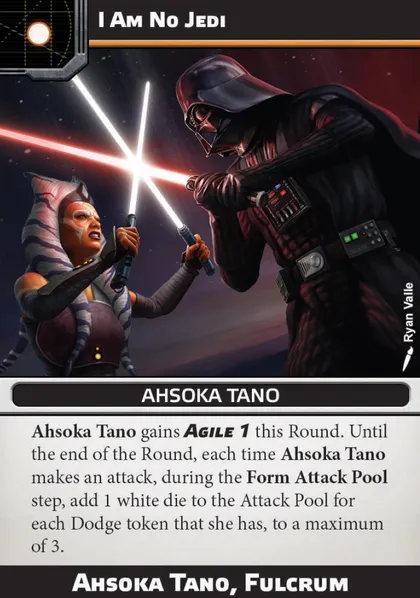 I Am No Jedi
Ryan Valle
AHSOKA TANO
Ahsoka Tano gains Agile 1 this Round. Until
the end of the Round, each time Ahsoka Tano
makes an attack, during the Form Attack Pool
step, add 1 white die to the Attack Pool for
each Dodge token that she has, to a maximum
of 3.
Ahsoka Tano, Fulcrum